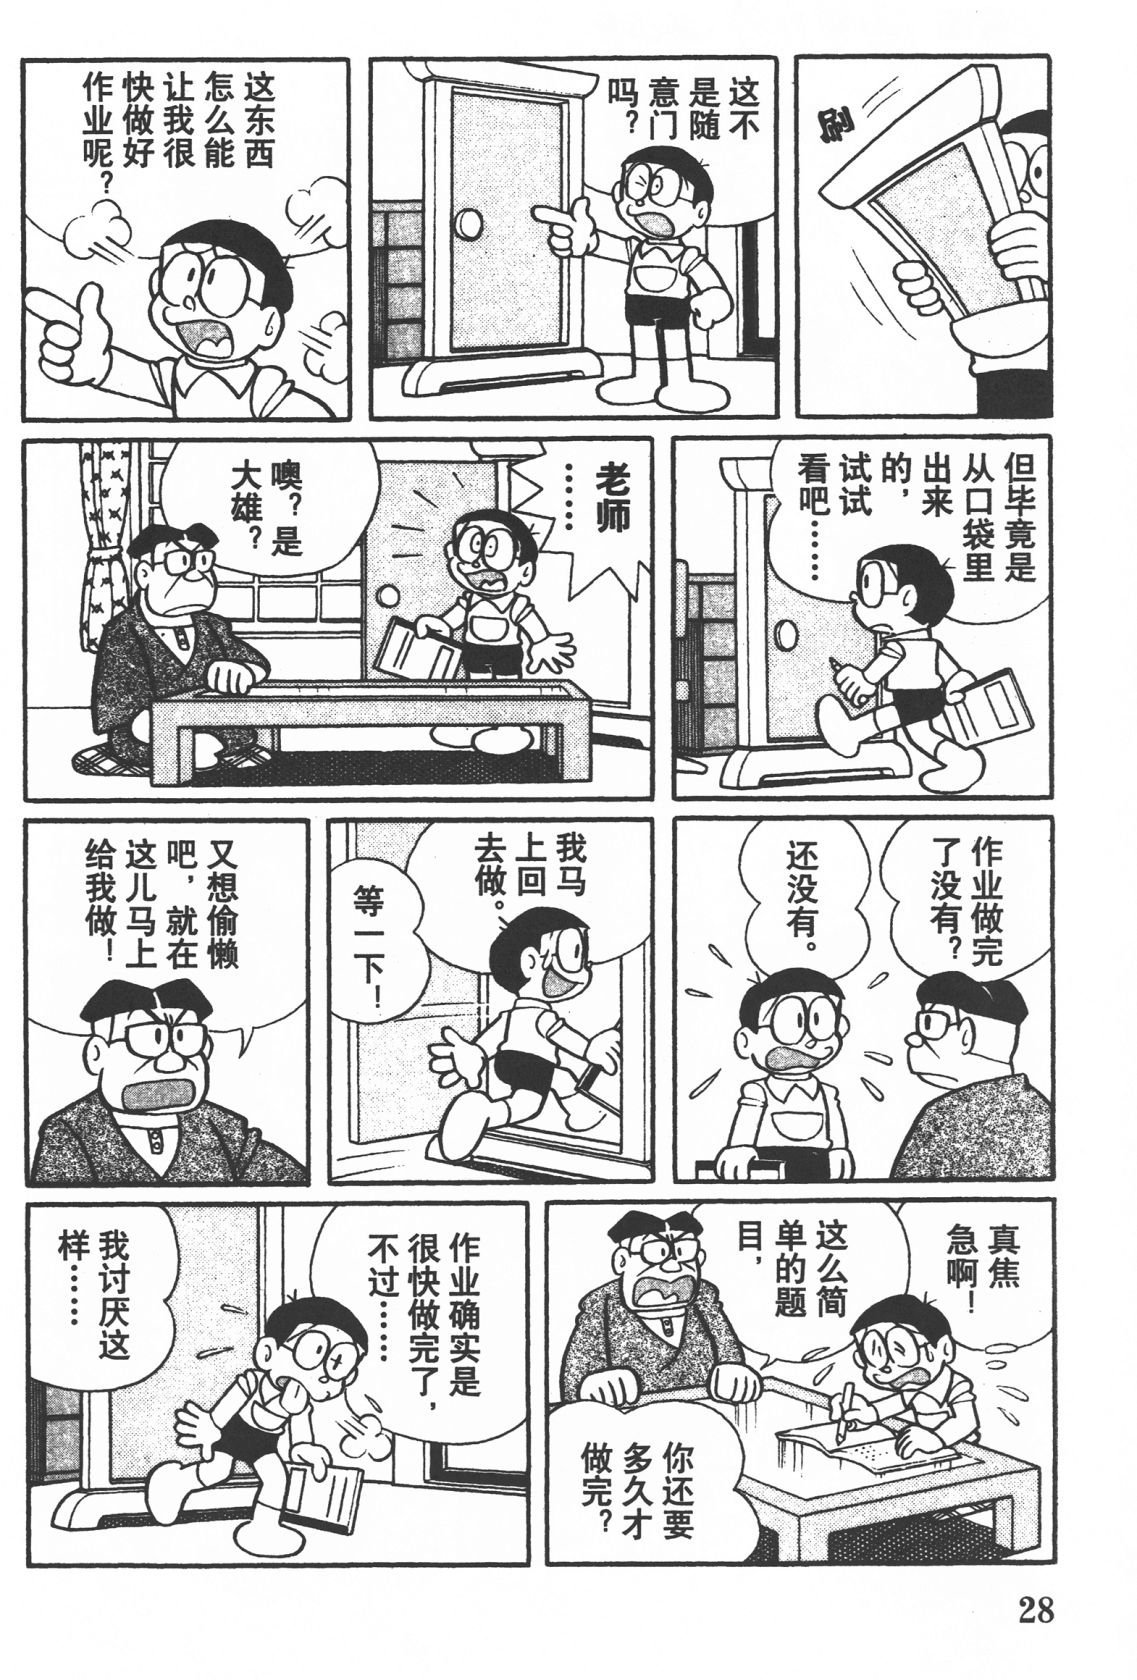 这不
是随
意门
吗？
这东西
怎么能
让我很
快做好
作业呢？
但毕竟是
从口袋里
出来
的，
试试
看吧……
老师
……
噢？是
大雄？
作业做完
了没有？
还没有。
我马
上回
去做。
等一下！
又想偷懒
吧，就在
这儿马上
给我做！
真焦
急啊！
这么简
单的题
目，
你还要
多久才
做完？
作业确实是
很快做完了，
不过……
我讨厌这
样……
28